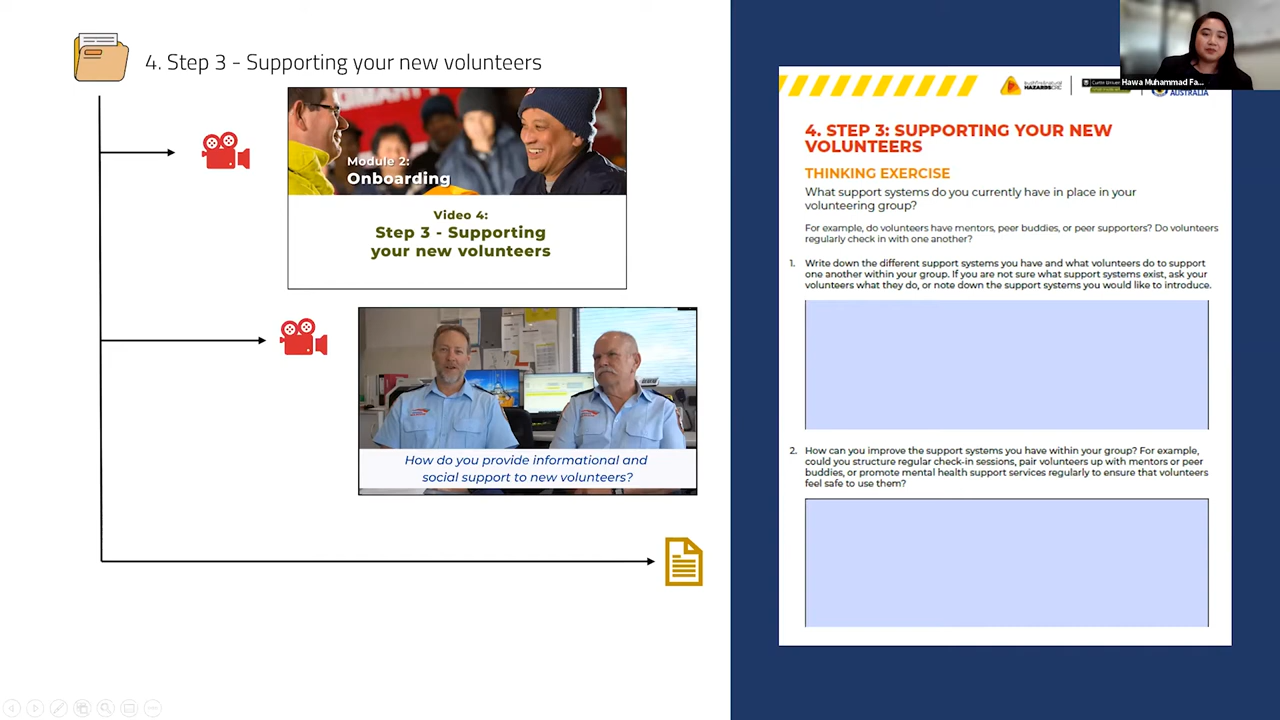 4. Step 3 - Supporting your new volunteers
Module 2:
Onboarding
Video 4:
Step 3 - Supporting
your new volunteers
How do you provide informational and
social support to new volunteers?
Hawa Muhammad Fa...
HAZARDSCRC
AUSTRALIA
4. STEP 3: SUPPORTING YOUR NEW
VOLUNTEERS
THINKING EXERCISE
What support systems do you currently have in place in your
volunteering group?
For example, do volunteers have mentors, peer buddies, or peer supporters? Do volunteers
regularly check in with one another?
1. Write down the different support systems you have and what volunteers do to support
one another within your group. If you are not sure what support systems exist, ask your
volunteers what they do, or note down the support systems you would like to introduce.
2. How can you improve the support systems you have within your group? For example,
could you structure regular check-in sessions, pair volunteers up with mentors or peer
buddies, or promote mental health support services regularly to ensure that volunteers
feel safe to use them?